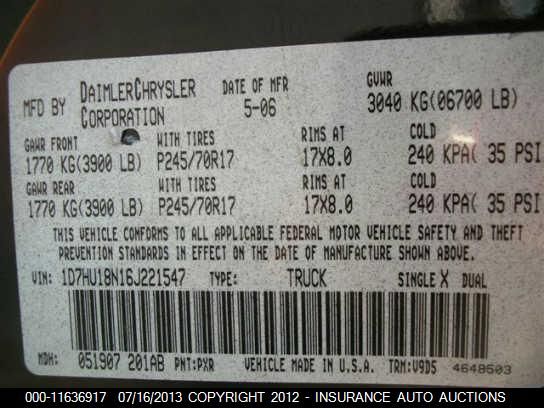 MFD BY DAIMLERCHRYSLER CORPORATION DATE OF MFR 5-06 GVWR 3040 KG(06700 LB)
GAWR FRONT WITH TIRES RIMS AT COLD
1770 KG(3900 LB) P245/70R17 17X8.0 240 KPA( 35 PSI
GAWR REAR WITH TIRES RIMS AT COLD
1770 KG(3900 LB) P245/70R17 17X8.0 240 KPA( 35 PSI
THIS VEHICLE CONFORMS TO ALL APPLICABLE FEDERAL MOTOR VEHICLE SAFETY AND THEFT
PREVENTION STANDARDS IN EFFECT ON THE DATE OF MANUFACTURE SHOWN ABOVE.
VIN: 1D7HU18N16J221547 TYPE: TRUCK SINGLE X DUAL
MDH: 051907 201AB PNT:PXR VEHICLE MADE IN U.S.A. TRM:V9D5 4648503
000-11636917 07/16/2013 COPYRIGHT 2012 - INSURANCE AUTO AUCTIONS